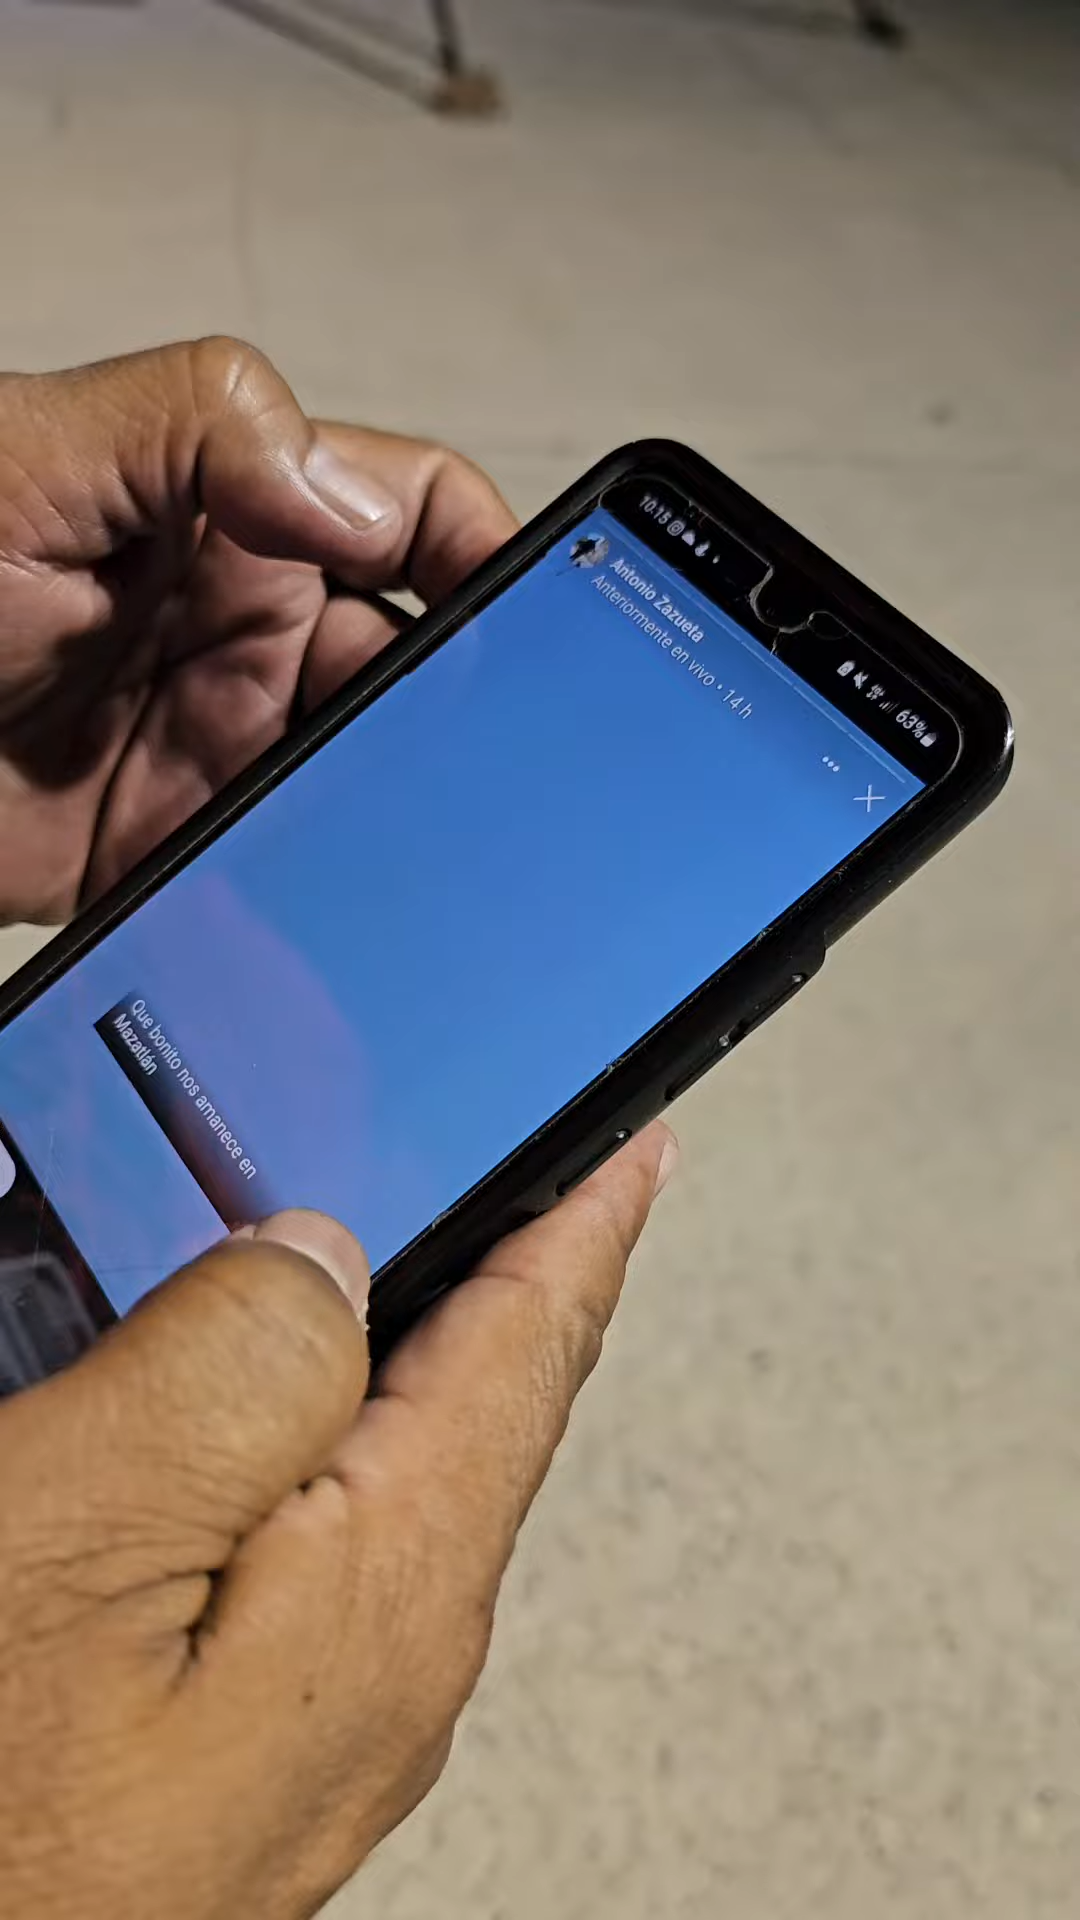 10:15
63%
Antonio Zazueta
Anteriormente en vivo • 14 h
Que bonito nos amanece en
Mazatlán